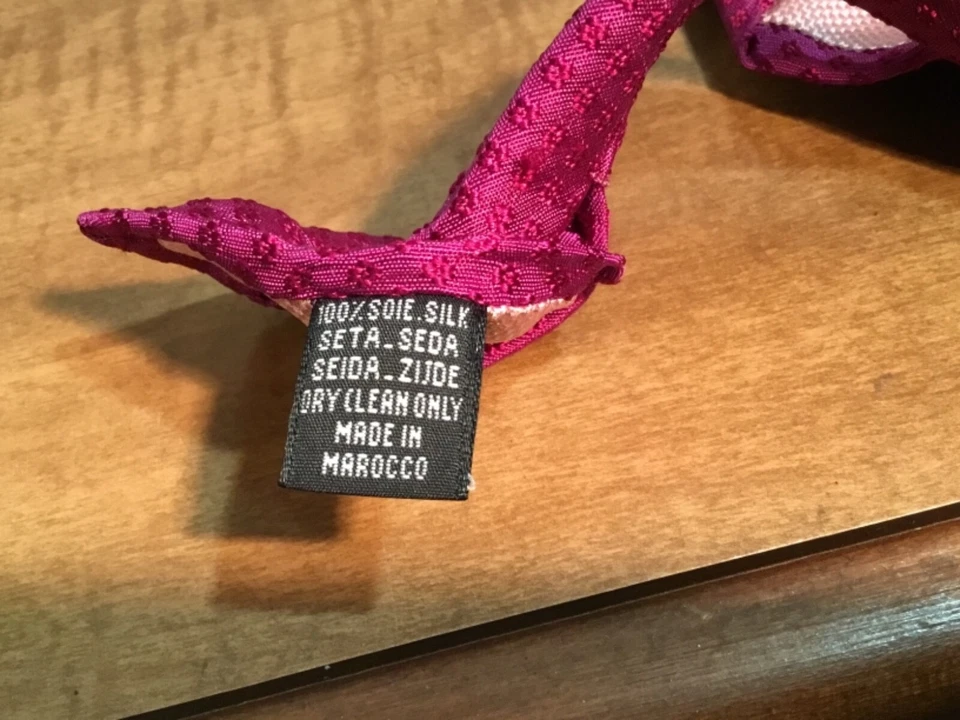 100%SOIE.SILK
SETA-SEDA
SEIDA-ZIJDE
DRY CLEAN ONLY
MADE IN
MAROCCO